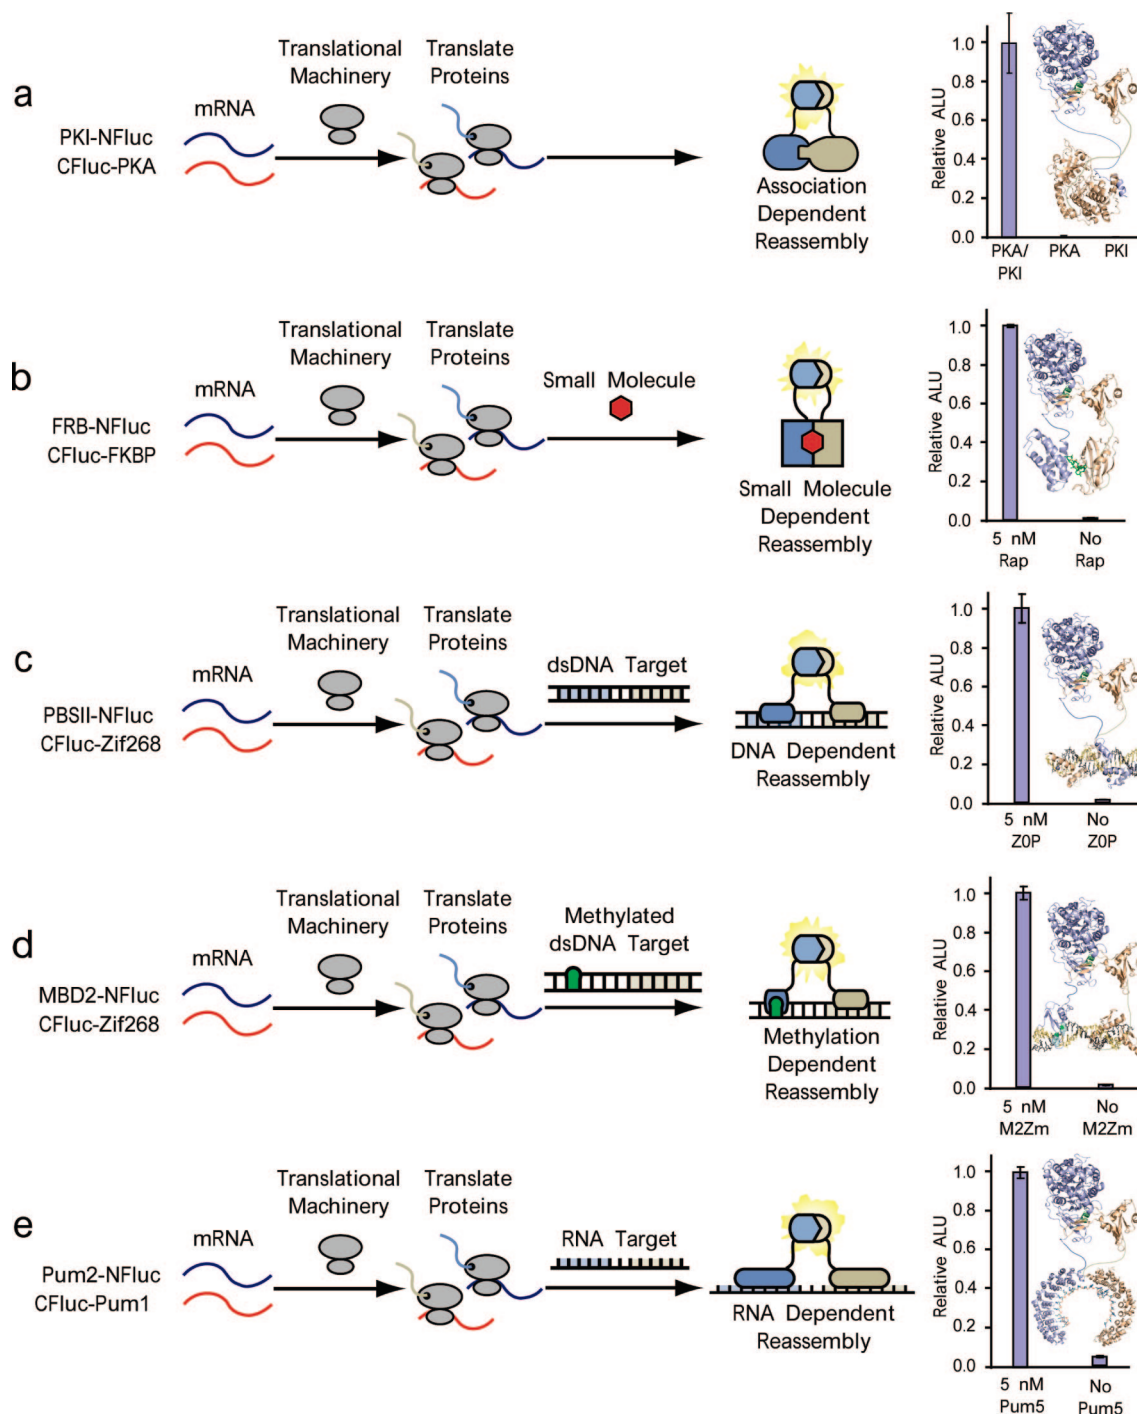 a
PKI-NFluc
CFluc-PKA
mRNA
Translational
Machinery
Translate
Proteins
Association
Dependent
Reassembly
Relative ALU
1.0
0.8
0.6
0.4
0.2
0.0
PKA/
PKI
PKA
PKI
b
FRB-NFluc
CFluc-FKBP
mRNA
Translational
Machinery
Translate
Proteins
Small Molecule
Small Molecule
Dependent
Reassembly
Relative ALU
1.0
0.8
0.6
0.4
0.2
0.0
5 nM
Rap
No
Rap
c
PBSII-NFluc
CFluc-Zif268
mRNA
Translational
Machinery
Translate
Proteins
dsDNA Target
DNA Dependent
Reassembly
Relative ALU
1.0
0.8
0.6
0.4
0.2
0.0
5 nM
Z0P
No
Z0P
d
MBD2-NFluc
CFluc-Zif268
mRNA
Translational
Machinery
Translate
Proteins
Methylated
dsDNA Target
Methylation
Dependent
Reassembly
Relative ALU
1.0
0.8
0.6
0.4
0.2
0.0
5 nM
M2Zm
No
M2Zm
e
Pum2-NFluc
CFluc-Pum1
mRNA
Translational
Machinery
Translate
Proteins
RNA Target
RNA Dependent
Reassembly
Relative ALU
1.0
0.8
0.6
0.4
0.2
0.0
5 nM
Pum5
No
Pum5